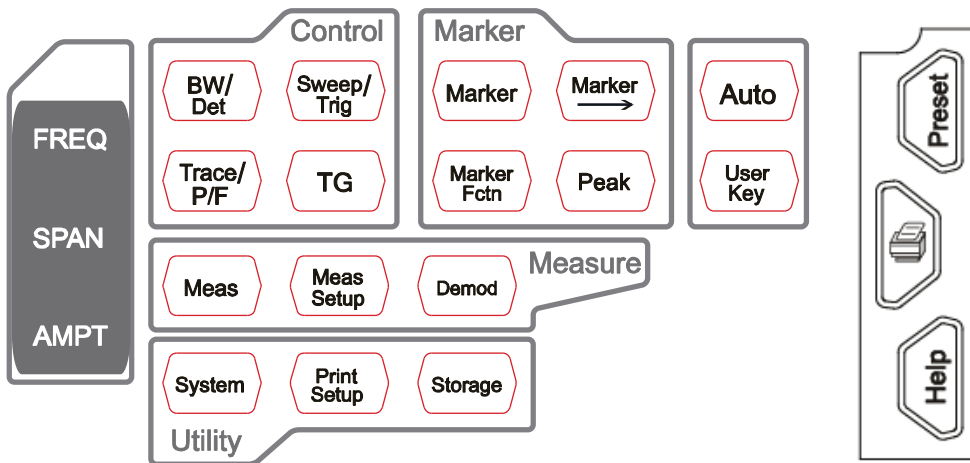 FREQ
SPAN
AMPT
Control
BW/
Det
Sweep/
Trig
Trace/
P/F
TG
Marker
Marker
Marker
Marker
Fctn
Peak
Auto
User
Key
Measure
Meas
Meas
Setup
Demod
System
Print
Setup
Storage
Utility
Preset
Help